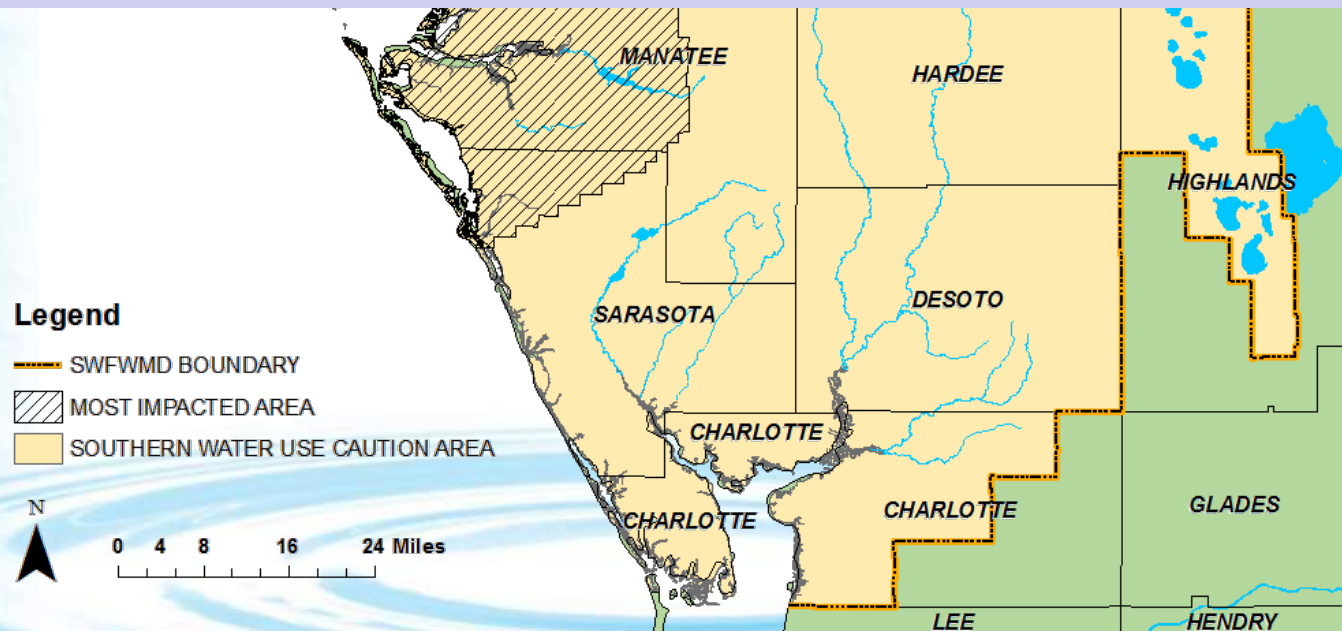 MANATEE
HARDEE
HIGHLANDS
DESOTO
SARASOTA
Legend
SWFWMD BOUNDARY
MOST IMPACTED AREA
SOUTHERN WATER USE CAUTION AREA
CHARLOTTE
CHARLOTTE
CHARLOTTE
GLADES
N
0 4 8 16 24 Miles
LEE
HENDRY